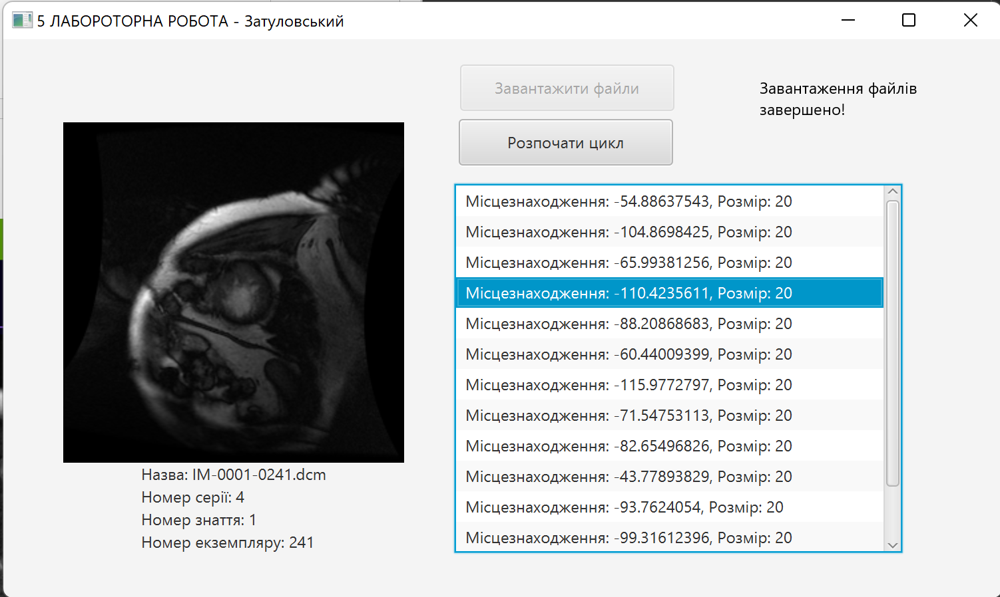 5 ЛАБОРОТОРНА РОБОТА - Затуловський
Завантажити файли
Завантаження файлів
завершено!
Розпочати цикл
Місцезнаходження: -54.88637543, Розмір: 20
Місцезнаходження: -104.8698425, Розмір: 20
Місцезнаходження: -65.99381256, Розмір: 20
Місцезнаходження: -110.4235611, Розмір: 20
Місцезнаходження: -88.20868683, Розмір: 20
Місцезнаходження: -60.44009399, Розмір: 20
Місцезнаходження: -115.9772797, Розмір: 20
Місцезнаходження: -71.54753113, Розмір: 20
Місцезнаходження: -82.65496826, Розмір: 20
Місцезнаходження: -43.77893829, Розмір: 20
Місцезнаходження: -93.7624054, Розмір: 20
Місцезнаходження: -99.31612396, Розмір: 20
Назва: IM-0001-0241.dcm
Номер серії: 4
Номер знаття: 1
Номер екземпляру: 241